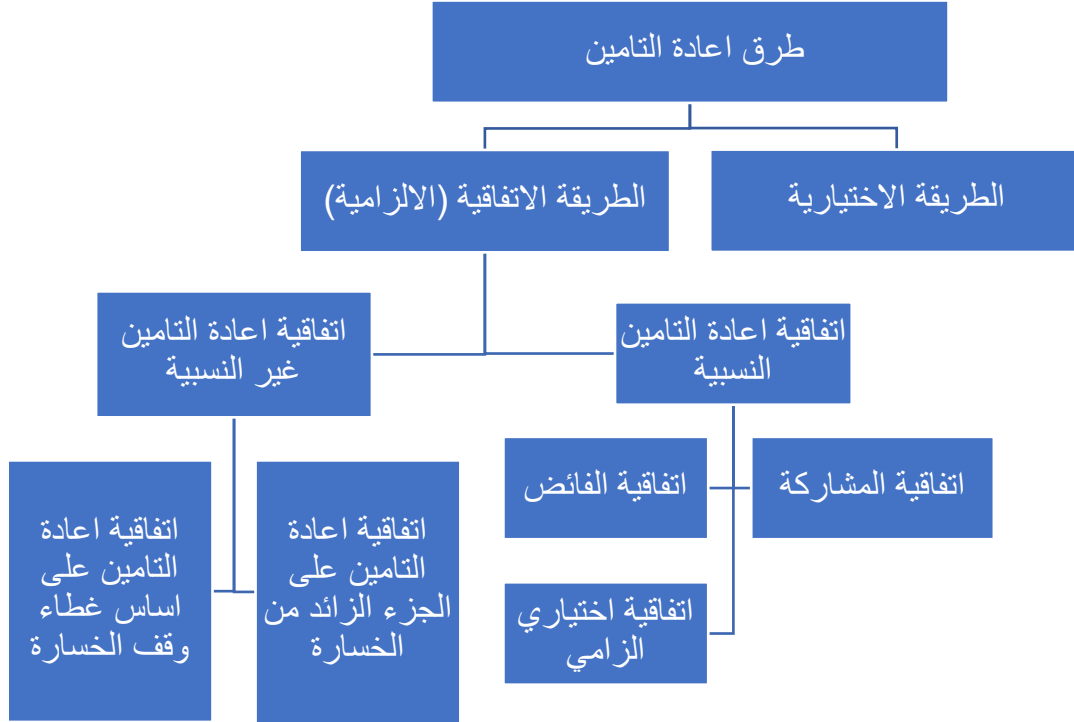 طرق اعادة التامين
الطريقة الاختيارية
الطريقة الاتفاقية (الالزامية)
اتفاقية اعادة التامين
النسبية
اتفاقية اعادة التامين
غير النسبية
اتفاقية المشاركة
اتفاقية الفائض
اتفاقية اختياري
الزامي
اتفاقية اعادة
التامين على
الجزء الزائد من
الخسارة
اتفاقية اعادة
التامين على
اساس غطاء
وقف الخسارة